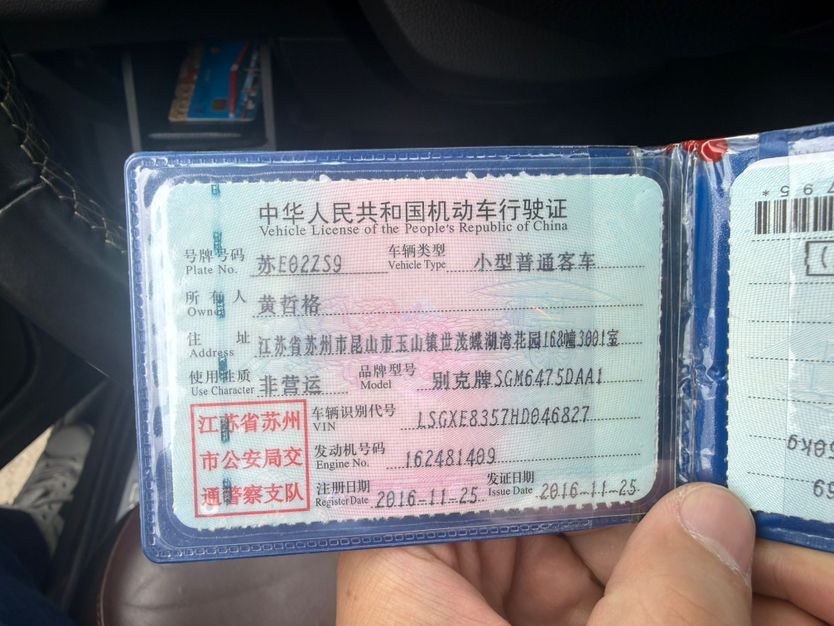 中华人民共和国机动车行驶证
Vehicle License of the People's Republic of China
号牌号码 苏E02ZS9 车辆类型 小型普通客车
Plate No. Vehicle Type
所有人 黄哲格
Owner
住址 江苏省苏州市昆山市玉山镇世茂蝶湖湾花园168幢3001室
Address
使用性质 非营运 品牌型号 别克牌SGM6475DAA1
Use Character Model
江苏省苏州
市公安局交
通警察支队
车辆识别代号 LSGXE8357HD046827
VIN
发动机号码 162481409
Engine No.
注册日期 2016-11-25 发证日期 2016-11-25
Register Date Issue Date